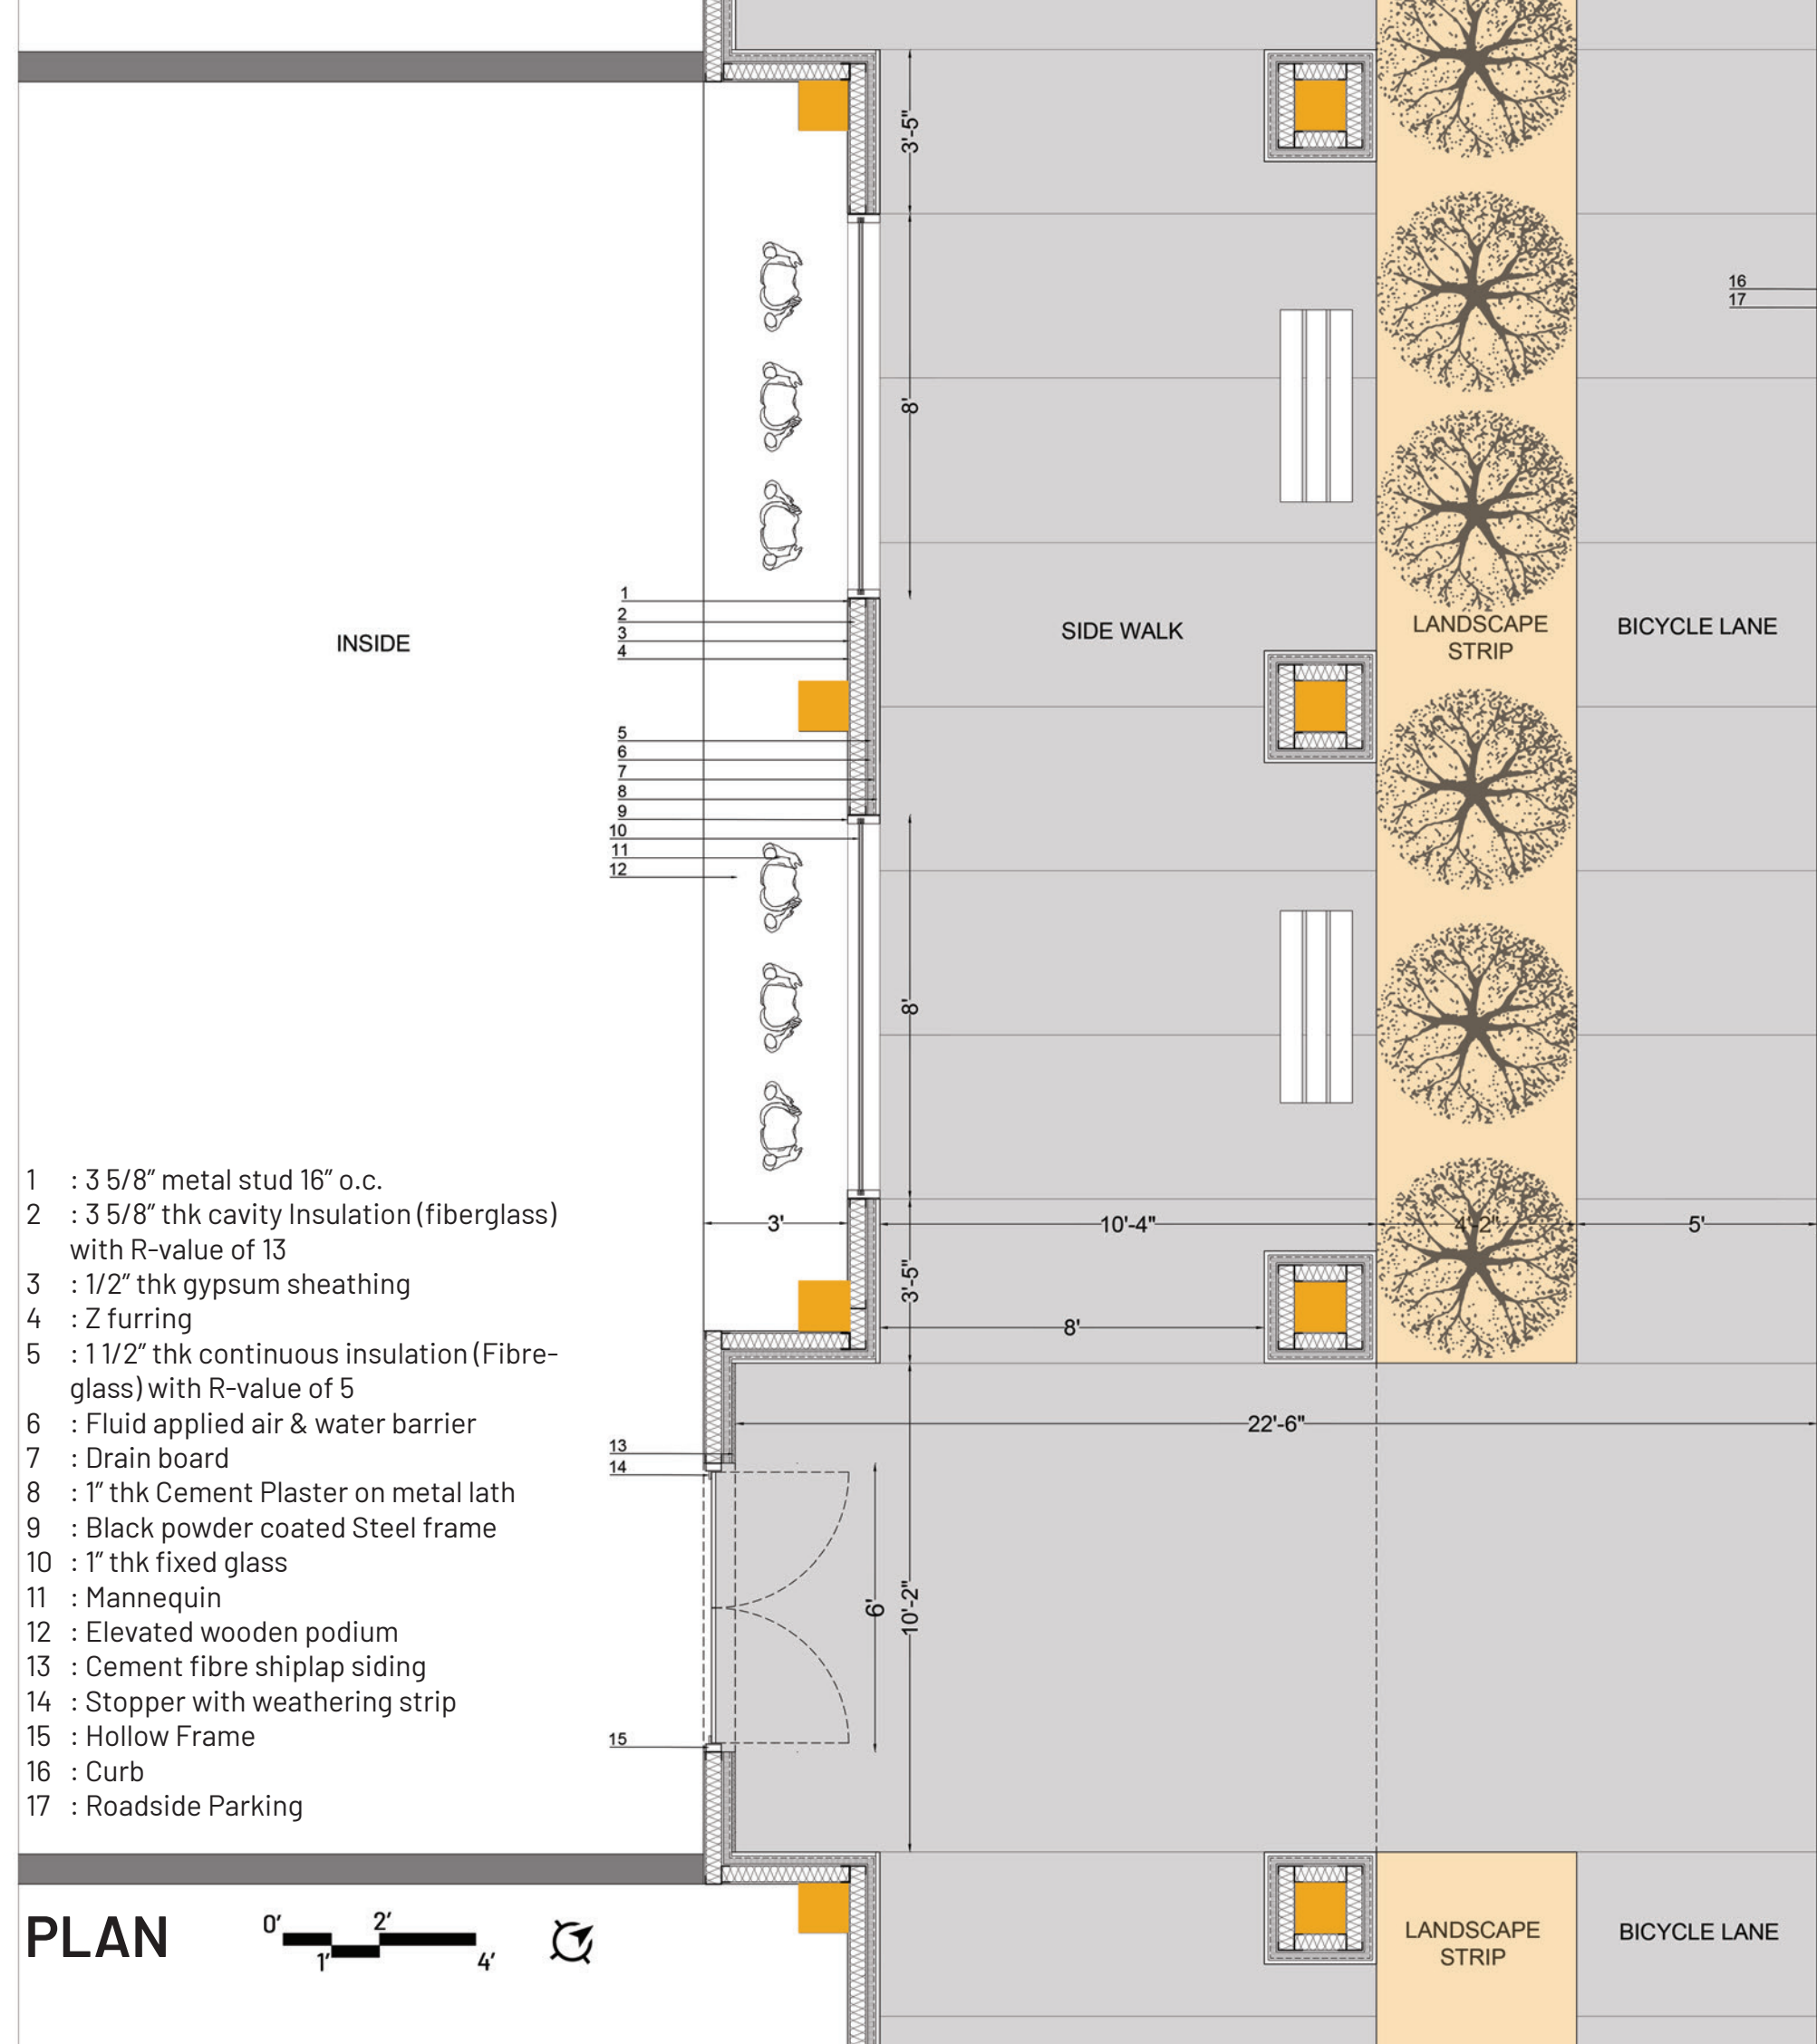 3'-5"
16
17
8'
1
2
3
4
INSIDE
SIDE WALK
LANDSCAPE
STRIP
BICYCLE LANE
5
6
7
8
9
10
11
12
8'
1 : 3 5/8" metal stud 16" o.c.
2 : 3 5/8" thk cavity Insulation (fiberglass)
with R-value of 13
3 : 1/2" thk gypsum sheathing
4 : Z furring
5 : 1 1/2" thk continuous insulation (Fibre-
glass) with R-value of 5
6 : Fluid applied air & water barrier
7 : Drain board
8 : 1" thk Cement Plaster on metal lath
9 : Black powder coated Steel frame
10 : 1" thk fixed glass
11 : Mannequin
12 : Elevated wooden podium
13 : Cement fibre shiplap siding
14 : Stopper with weathering strip
15 : Hollow Frame
16 : Curb
17 : Roadside Parking
3'
10'-4"
4'-2"
5'
3'-5"
8'
22'-6"
13
14
6'
10'-2"
15
PLAN
0'
1'
2'
4'
LANDSCAPE
STRIP
BICYCLE LANE